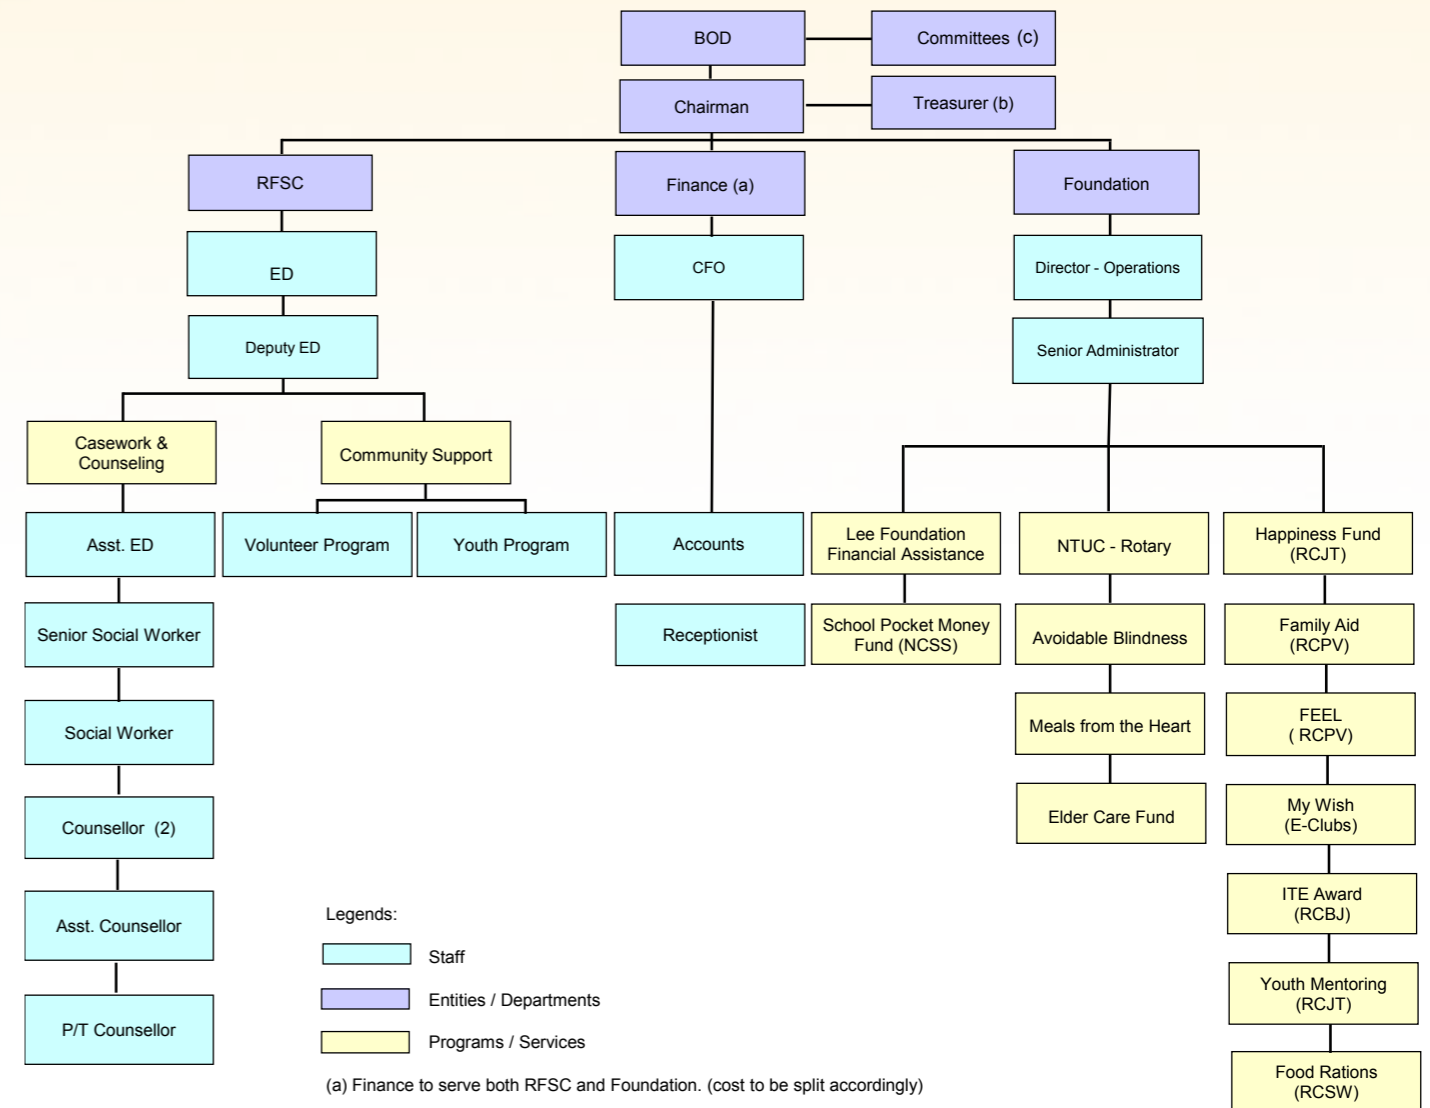 BOD
Committees (c)
Chairman
Treasurer (b)
RFSC
Finance (a)
Foundation
ED
CFO
Director - Operations
Deputy ED
Senior Administrator
Casework &
Counseling
Community Support
Asst. ED
Volunteer Program
Youth Program
Accounts
Lee Foundation
Financial Assistance
NTUC - Rotary
Happiness Fund
(RCJT)
Senior Social Worker
Receptionist
School Pocket Money
Fund (NCSS)
Avoidable Blindness
Family Aid
(RCPV)
Social Worker
Meals from the Heart
FEEL
( RCPV)
Counsellor (2)
Elder Care Fund
My Wish
(E-Clubs)
Asst. Counsellor
ITE Award
(RCBJ)
P/T Counsellor
Youth Mentoring
(RCJT)
Food Rations
(RCSW)
Legends:
Staff
Entities / Departments
Programs / Services
(a) Finance to serve both RFSC and Foundation. (cost to be split accordingly)